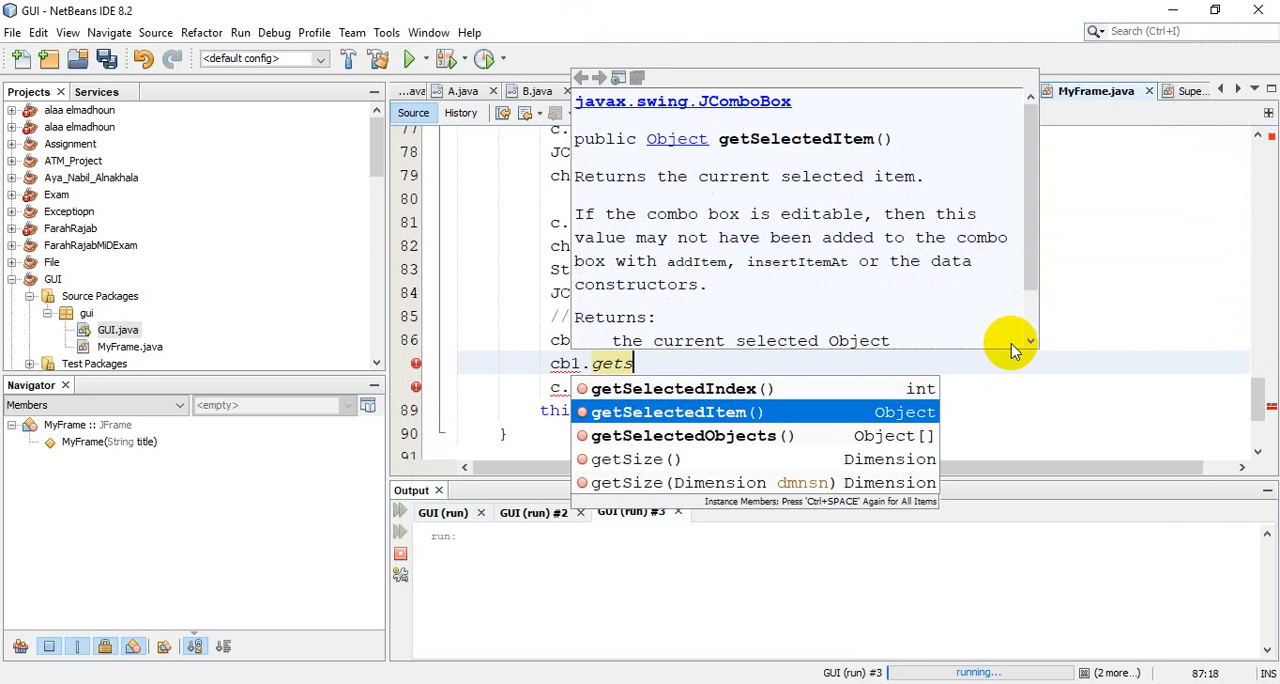 GUI - NetBeans IDE 8.2
File Edit View Navigate Source Refactor Run Debug Profile Team Tools Window Help
Search (Ctrl+I)
<default config>
Projects Services
alaa elmadhoun
alaa elmadhoun
Assignment
ATM_Project
Aya_Nabil_Alnakhala
Exam
Exceptiopn
FarahRajab
FarahRajabMiDExam
File
GUI
Source Packages
gui
GUI.java
MyFrame.java
Test Packages
Navigator
Members <empty>
MyFrame :: JFrame
MyFrame(String title)
...ava A.java B.java MyFrame.java Supe...
Source History
77 c.
78 JC
79 ch
80
81 c.
82 ch
83 St
84 JC
85 //
86 cb
cb1.gets
c.
89 thi
90 }
91
javax.swing.JComboBox
public Object getSelectedItem()
Returns the current selected item.
If the combo box is editable, then this
value may not have been added to the combo
box with addItem, insertItemAt or the data
constructors.
Returns:
the current selected Object
getSelectedIndex() int
getSelectedItem() Object
getSelectedObjects() Object[]
getSize() Dimension
getSize(Dimension dmnsn) Dimension
Instance Members; Press 'Ctrl+SPACE' Again for All Items
Output
GUI (run) GUI (run) #2 GUI (run) #3
run:
GUI (run) #3 running... (2 more...) 87:18 INS